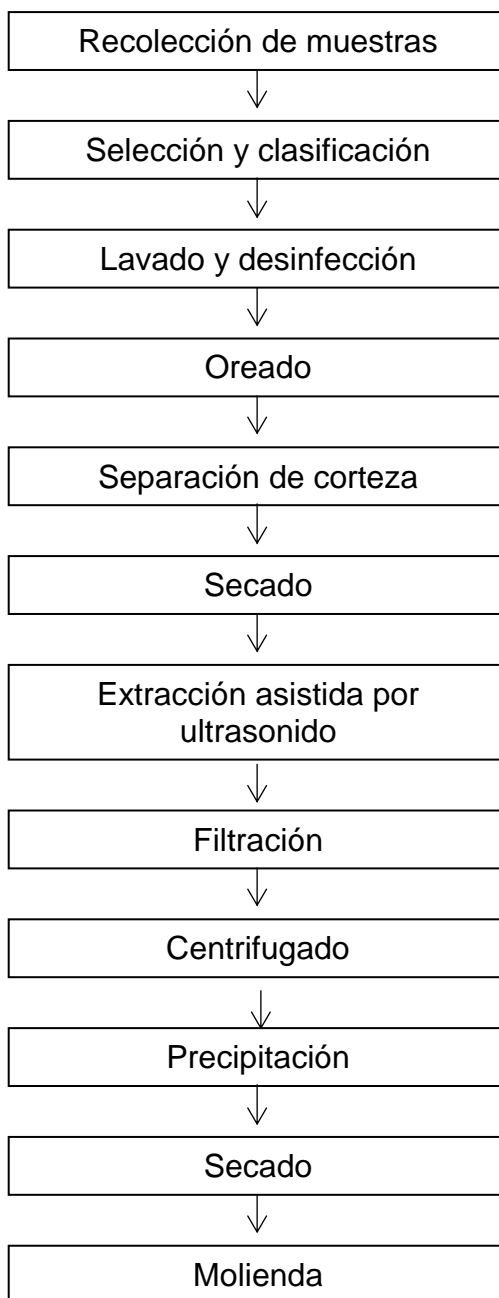 Recolección de muestras
Selección y clasificación
Lavado y desinfección
Oreado
Separación de corteza
Secado
Extracción asistida por
ultrasonido
Filtración
Centrifugado
Precipitación
Secado
Molienda